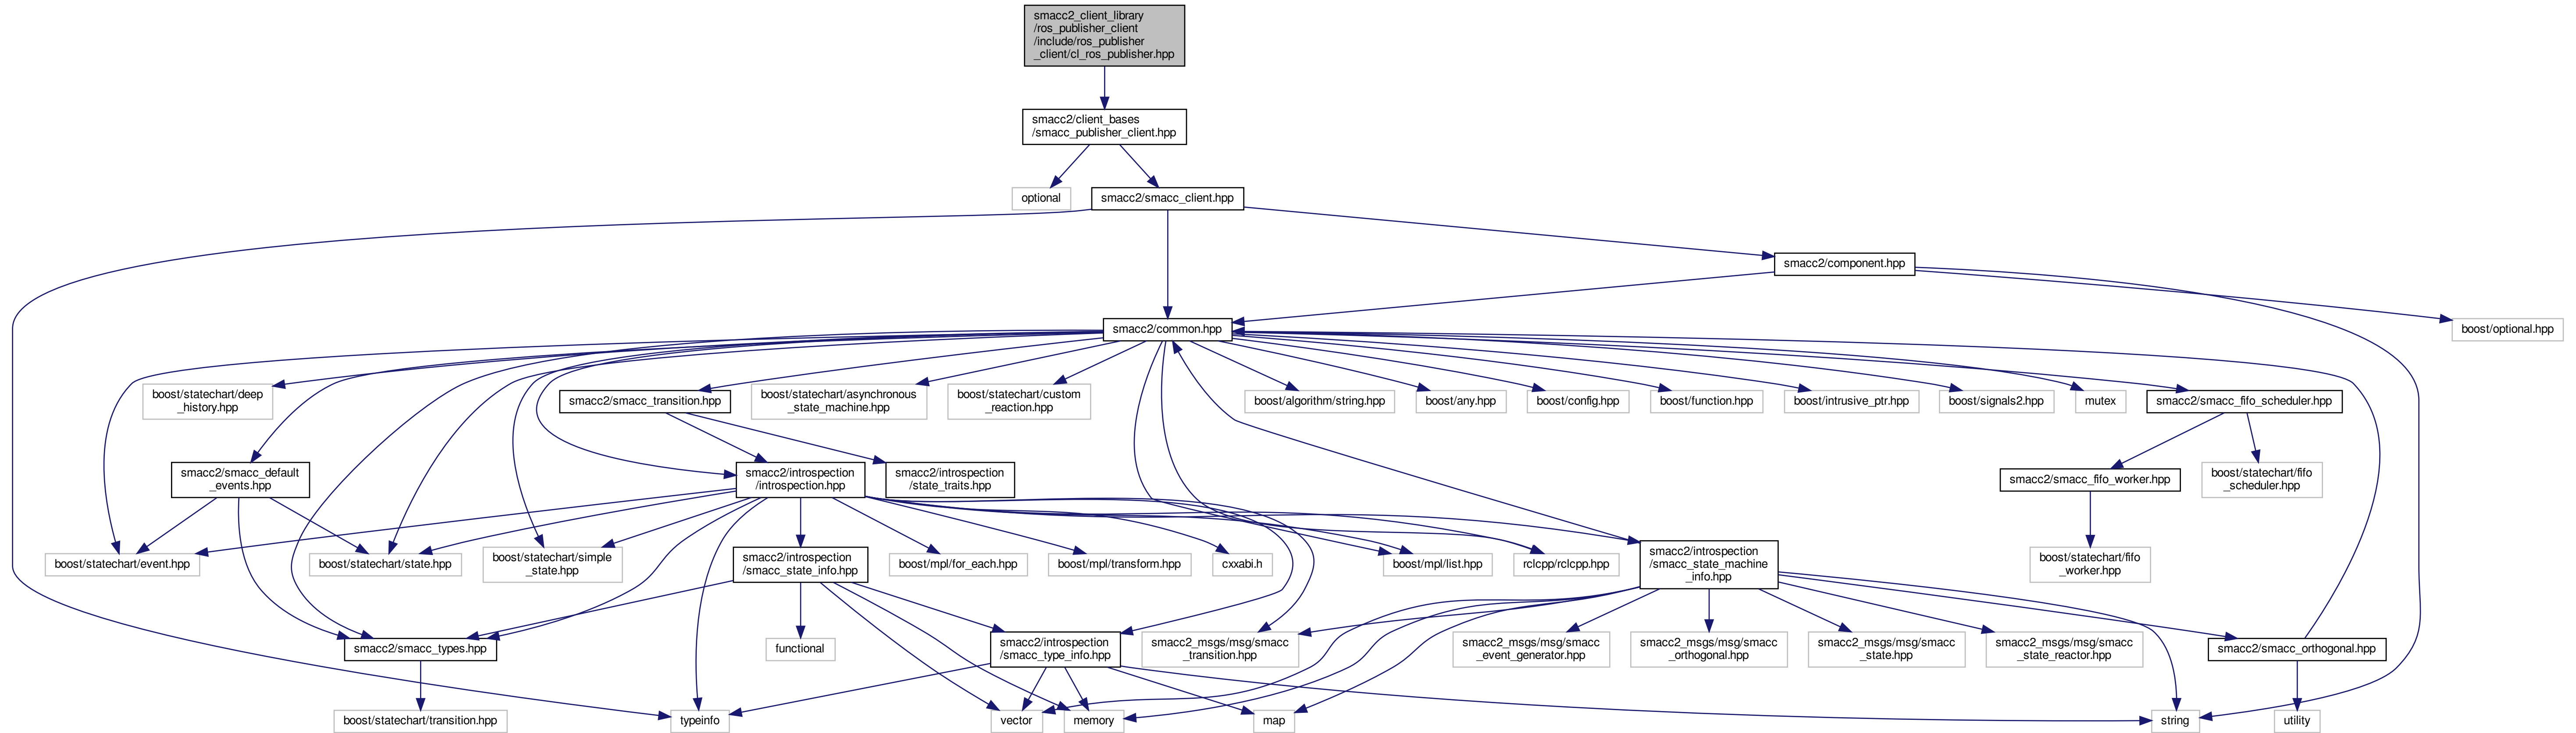 smacc2_client_library
/ros_publisher_client
/include/ros_publisher
_client/cl_ros_publisher.hpp
smacc2/client_bases
/smacc_publisher_client.hpp
optional
smacc2/smacc_client.hpp
smacc2/component.hpp
smacc2/common.hpp
boost/optional.hpp
boost/statechart/deep
_history.hpp
smacc2/smacc_transition.hpp
boost/statechart/asynchronous
_state_machine.hpp
boost/statechart/custom
_reaction.hpp
boost/algorithm/string.hpp
boost/any.hpp
boost/config.hpp
boost/function.hpp
boost/intrusive_ptr.hpp
boost/signals2.hpp
mutex
smacc2/smacc_fifo_scheduler.hpp
smacc2/smacc_default
_events.hpp
smacc2/introspection
/introspection.hpp
smacc2/introspection
/state_traits.hpp
smacc2/smacc_fifo_worker.hpp
boost/statechart/fifo
_scheduler.hpp
boost/statechart/event.hpp
boost/statechart/state.hpp
boost/statechart/simple
_state.hpp
smacc2/introspection
/smacc_state_info.hpp
boost/mpl/for_each.hpp
boost/mpl/transform.hpp
cxxabi.h
boost/mpl/list.hpp
rclcpp/rclcpp.hpp
smacc2/introspection
/smacc_state_machine
_info.hpp
boost/statechart/fifo
_worker.hpp
smacc2/smacc_types.hpp
functional
smacc2/introspection
/smacc_type_info.hpp
smacc2_msgs/msg/smacc
_transition.hpp
smacc2_msgs/msg/smacc
_event_generator.hpp
smacc2_msgs/msg/smacc
_orthogonal.hpp
smacc2_msgs/msg/smacc
_state.hpp
smacc2_msgs/msg/smacc
_state_reactor.hpp
smacc2/smacc_orthogonal.hpp
boost/statechart/transition.hpp
typeinfo
vector
memory
map
string
utility